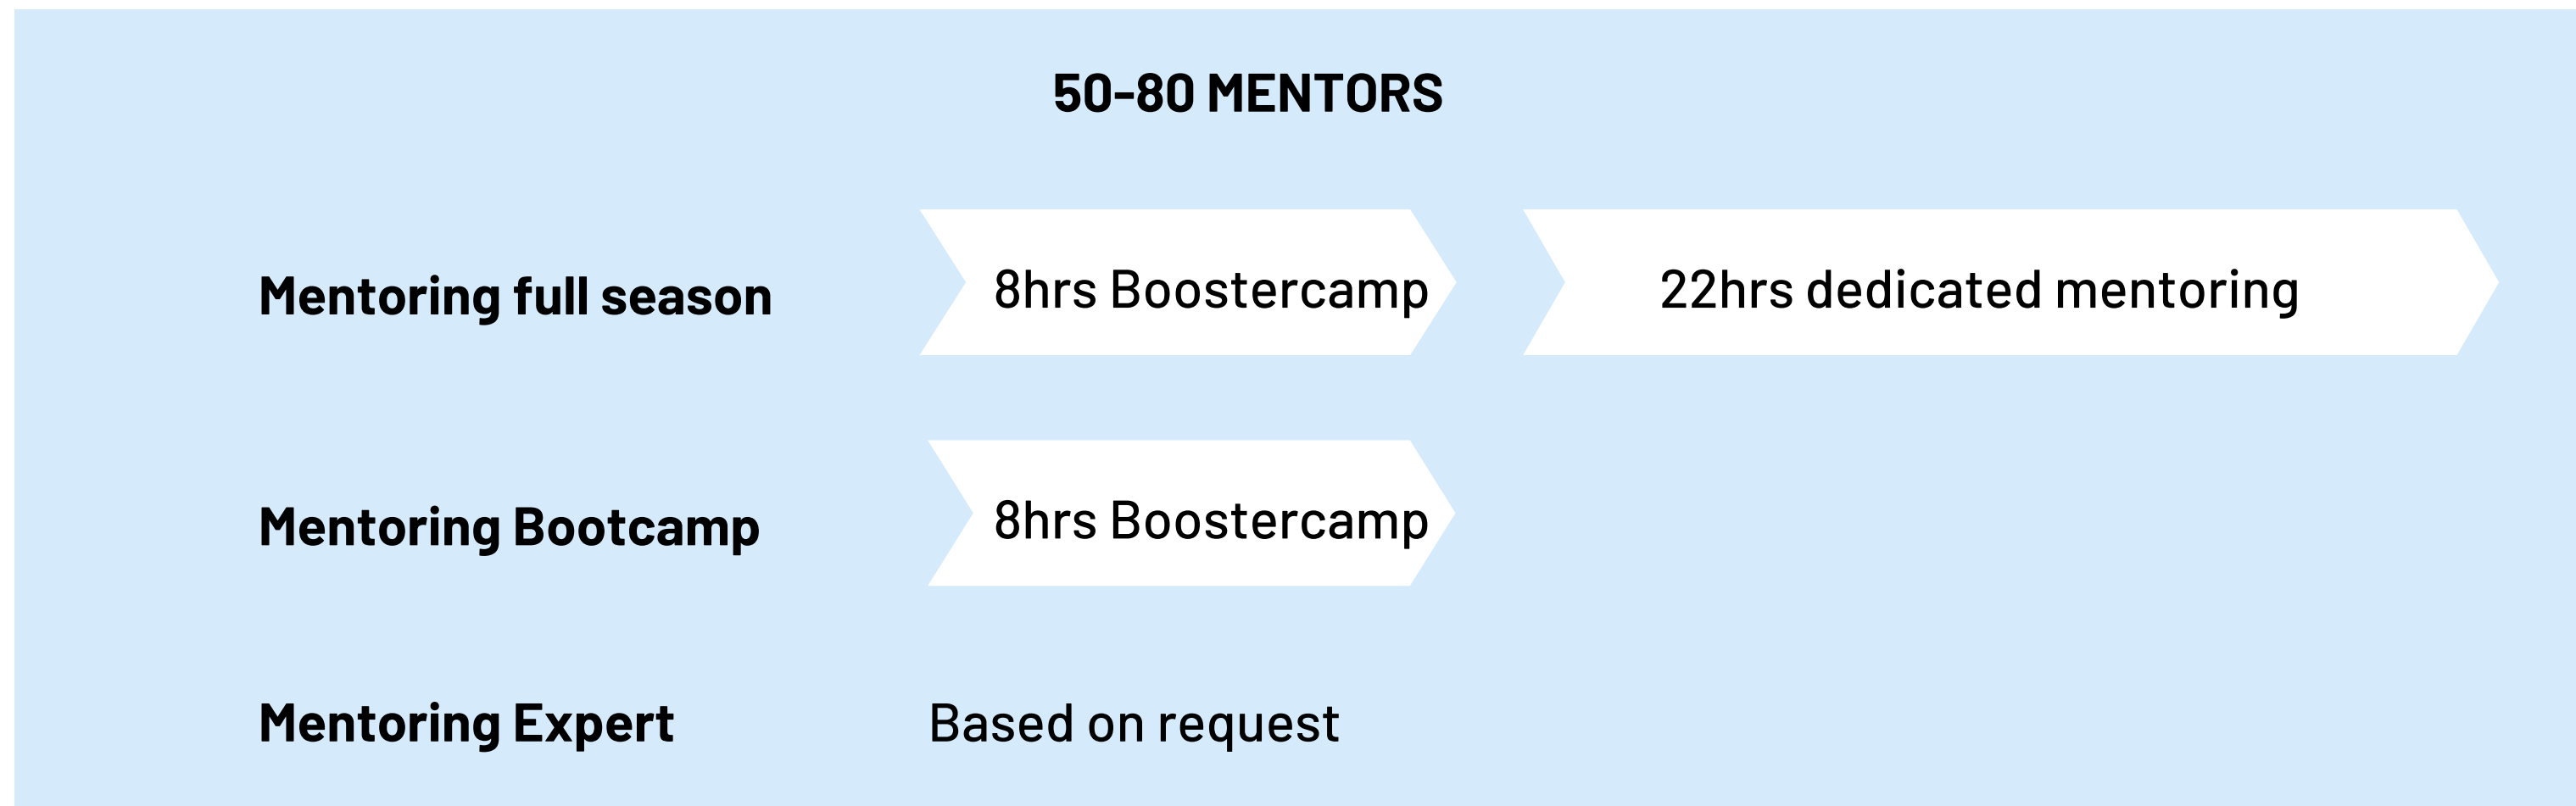 50-80 MENTORS
Mentoring full season
8hrs Boostercamp
22hrs dedicated mentoring
Mentoring Bootcamp
8hrs Boostercamp
Mentoring Expert
Based on request